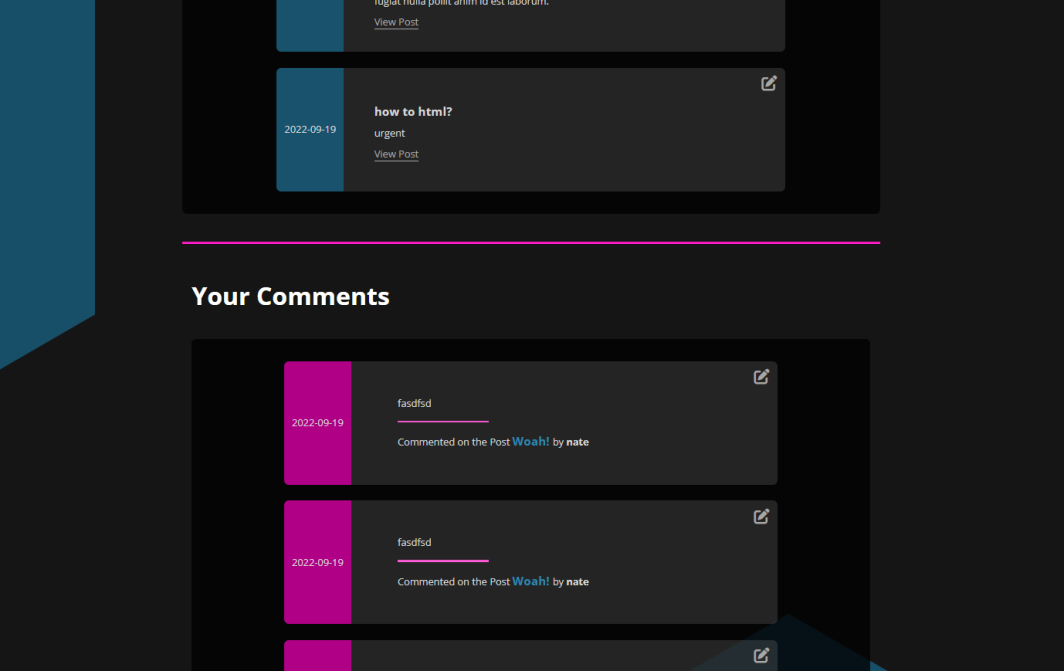 fugiat nulla pollit anim id est laborum.
View Post
how to html?
2022-09-19
urgent
View Post
Your Comments
fasdfsd
2022-09-19
Commented on the Post Woah! by nate
fasdfsd
2022-09-19
Commented on the Post Woah! by nate